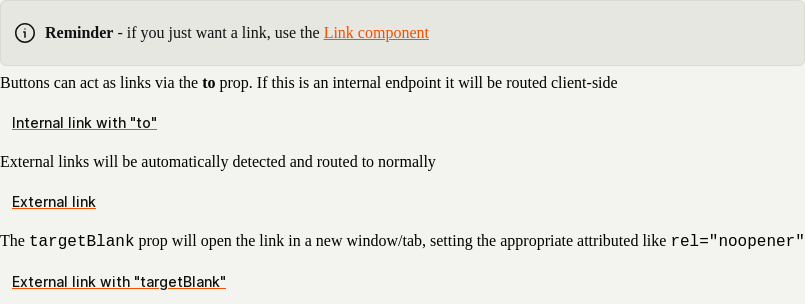 Reminder - if you just want a link, use the Link component
Buttons can act as links via the to prop. If this is an internal endpoint it will be routed client-side
Internal link with "to"
External links will be automatically detected and routed to normally
External link
The targetBlank prop will open the link in a new window/tab, setting the appropriate attributed like rel="noopener"
External link with "targetBlank"